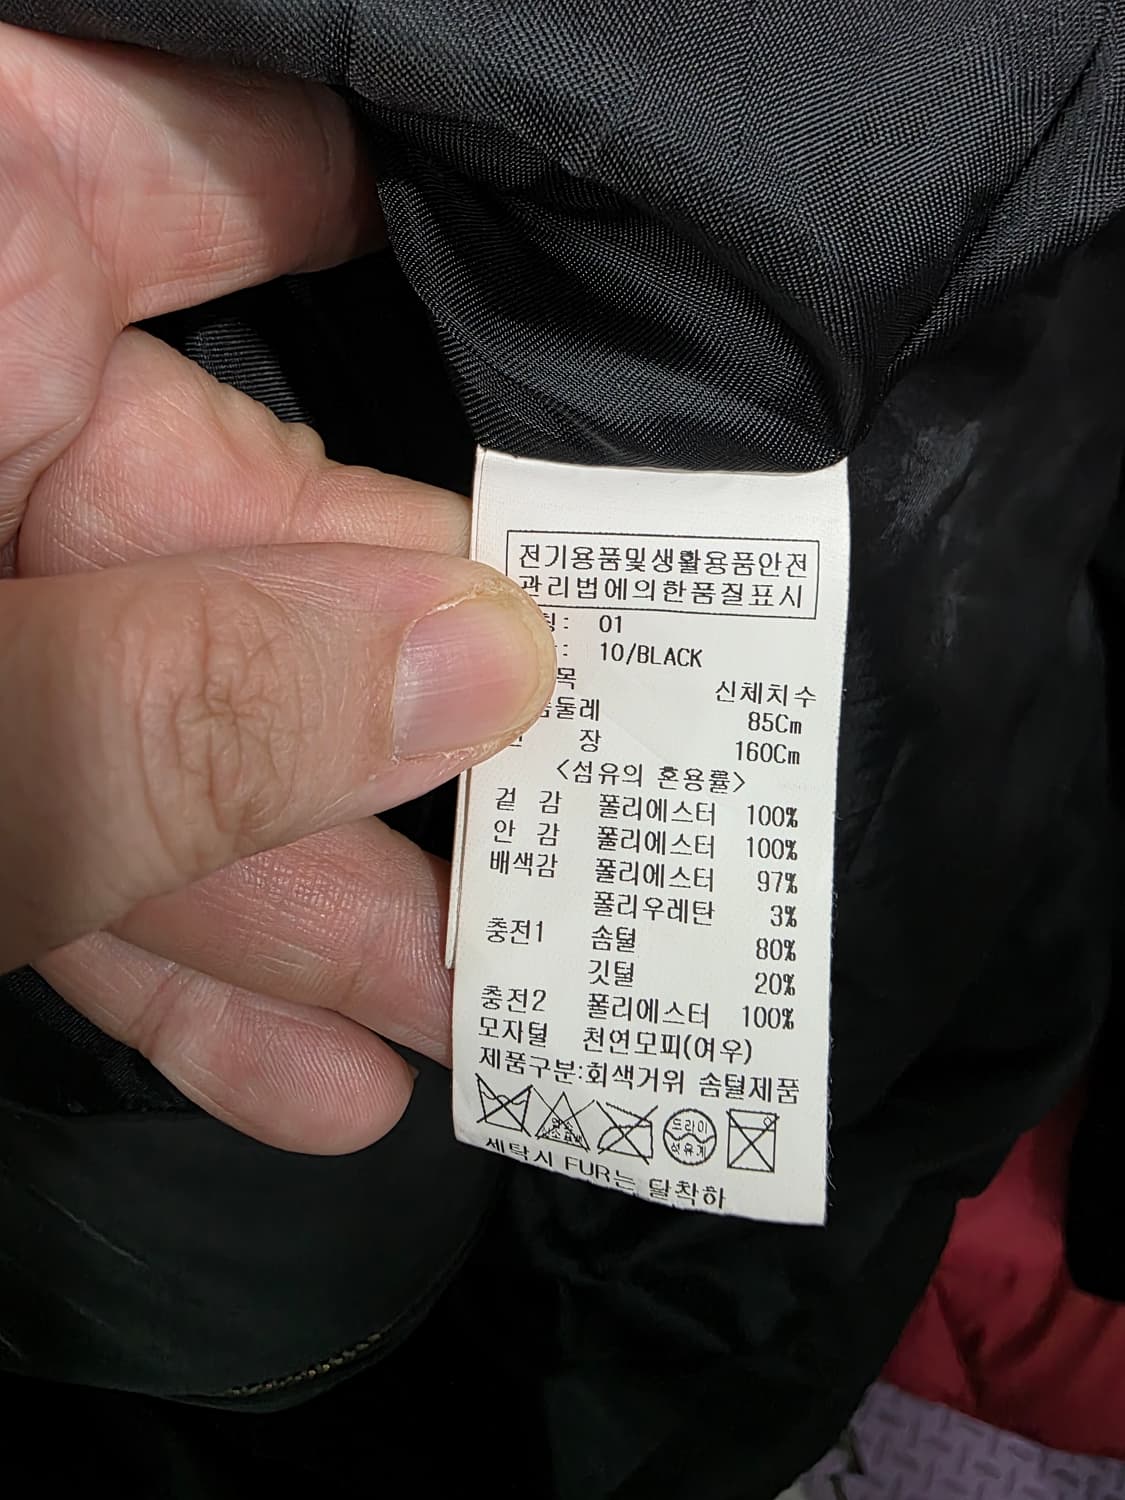 전기용품및생활용품안전
관리법에의한품질표시
: 01
: 10/BLACK
목 신체치수
둘레 85Cm
장 160Cm
<섬유의 혼용률>
겉 감 폴리에스터 100%
안 감 폴리에스터 100%
배색감 폴리에스터 97%
폴리우레탄 3%
충전1 솜털 80%
깃털 20%
충전2 폴리에스터 100%
모자털 천연모피(여우)
제품구분:회색거위 솜털제품
드라이
석유계
세탁시 FUR는 탈착하